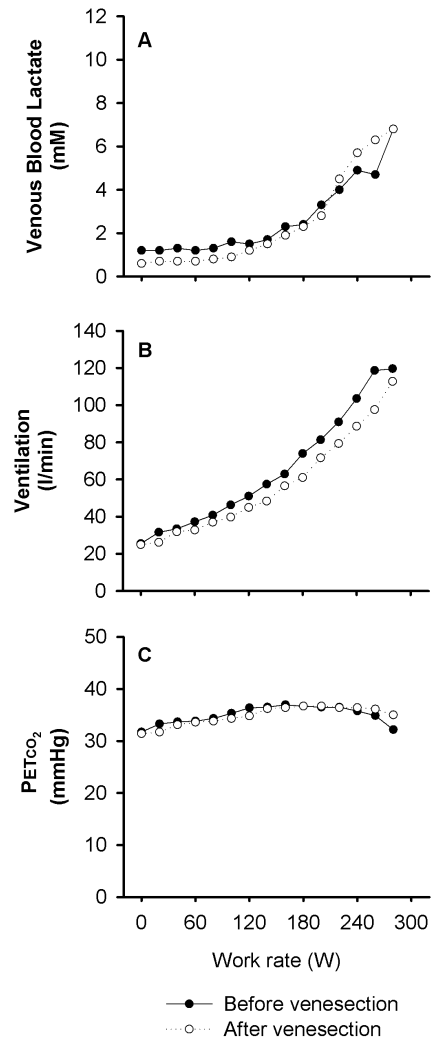 12
10
8
6
4
2
0
A
Venous Blood Lactate
(mM)
140
120
100
80
60
40
20
0
B
Ventilation
(l/min)
50
40
30
20
10
0
C
PETCO2
(mmHg)
0 60 120 180 240 300
Work rate (W)
Before venesection
After venesection